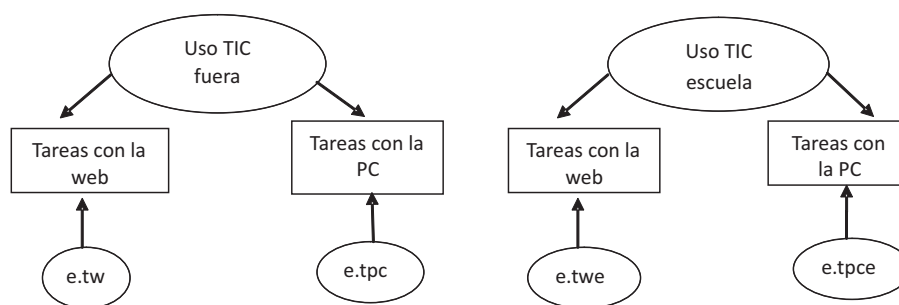 Uso TIC
fuera
Tareas con la
web
Tareas con la
PC
e.tw
e.tpc
Uso TIC
escuela
Tareas con la
web
Tareas con
la PC
e.twe
e.tpce